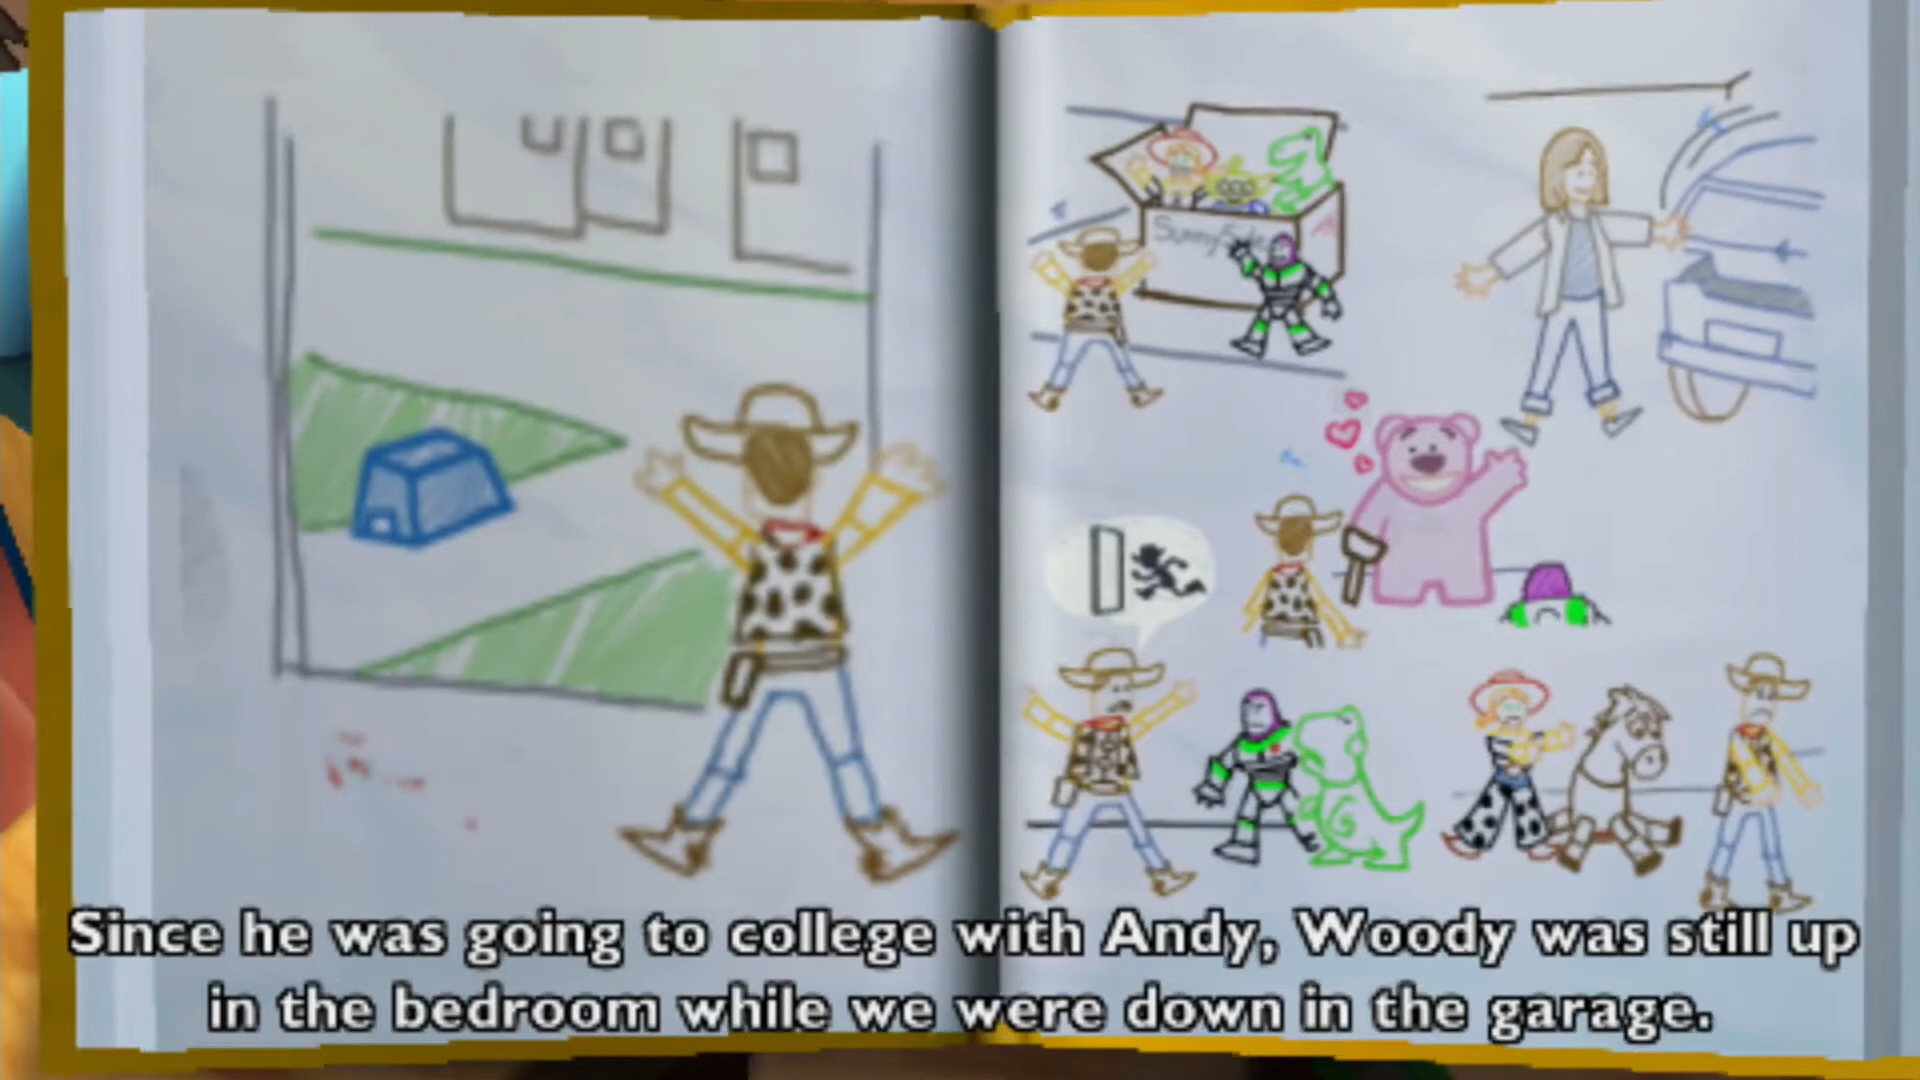 SunnySide
Since he was going to college with Andy, Woody was still up
in the bedroom while we were down in the garage.